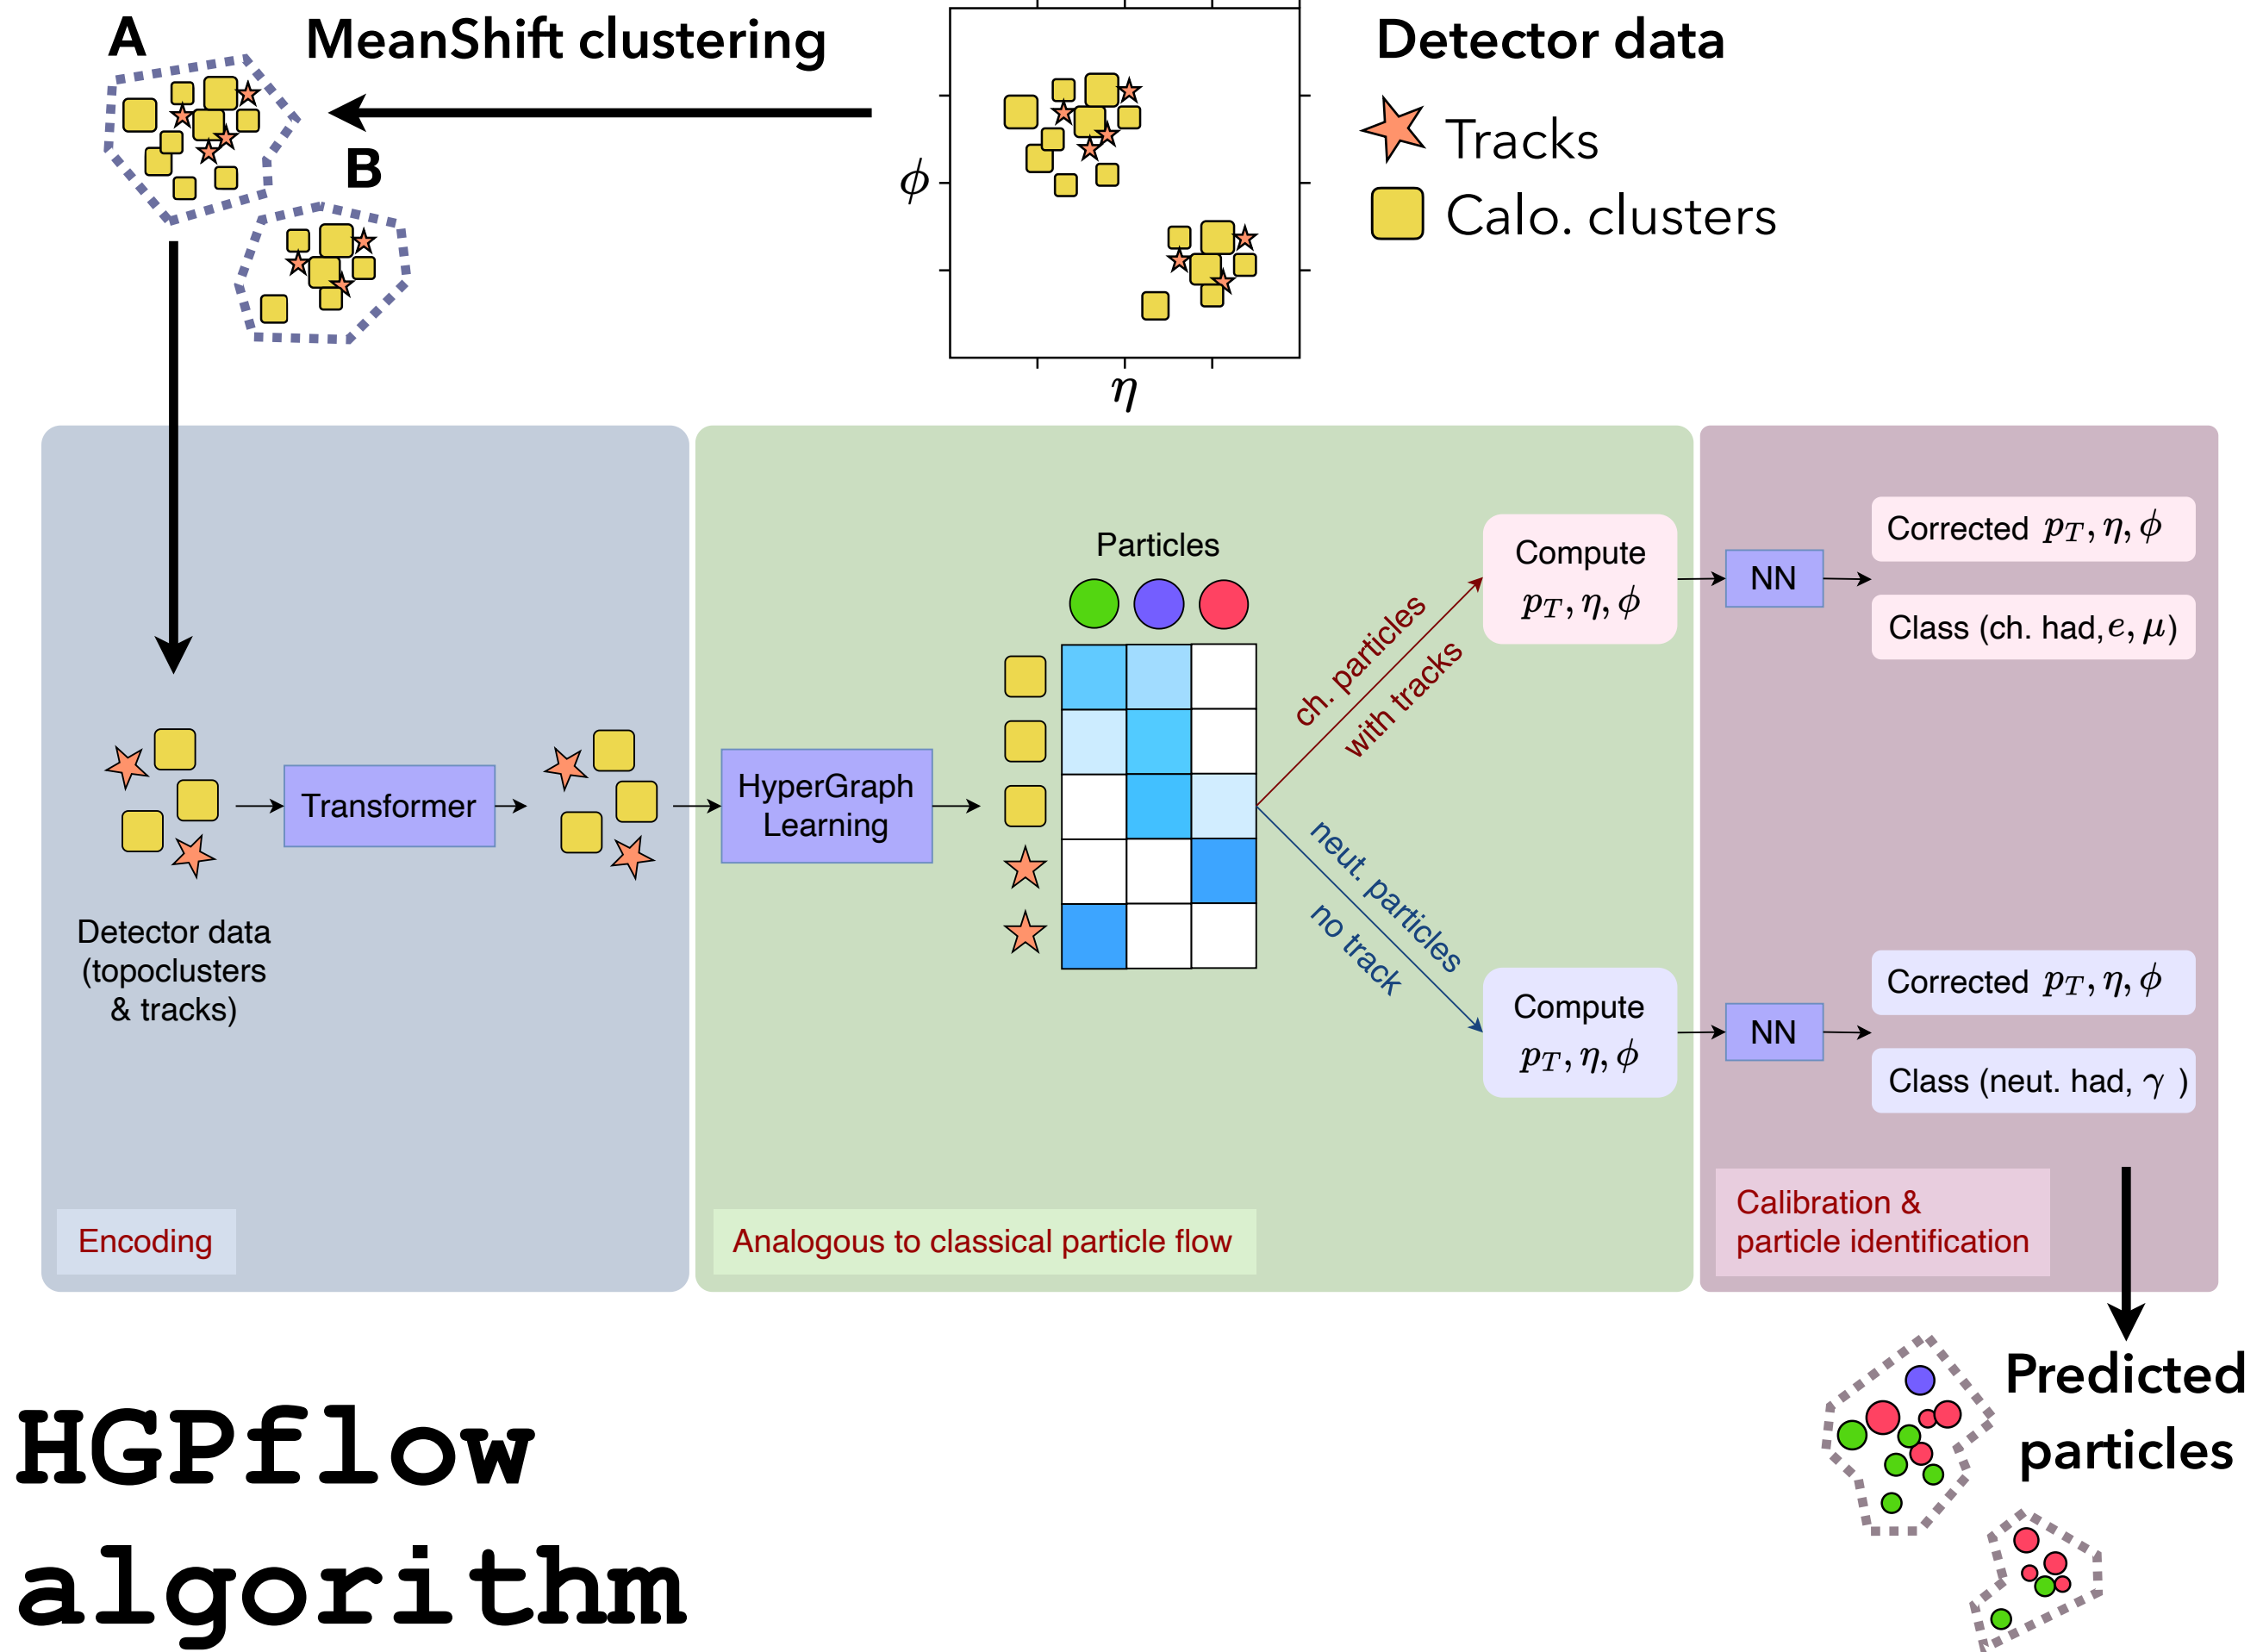 A
MeanShift clustering
B
ϕ
η
Detector data
Tracks
Calo. clusters
Particles
ch. particles
with tracks
neut. particles
no track
Compute
p_T, η, ϕ
NN
Corrected p_T, η, ϕ
Class (ch. had, e, μ)
Transformer
HyperGraph
Learning
Detector data
(topoclusters
& tracks)
Compute
p_T, η, ϕ
NN
Corrected p_T, η, ϕ
Class (neut. had, γ )
Encoding
Analogous to classical particle flow
Calibration &
particle identification
Predicted
particles
HGPflow
algorithm